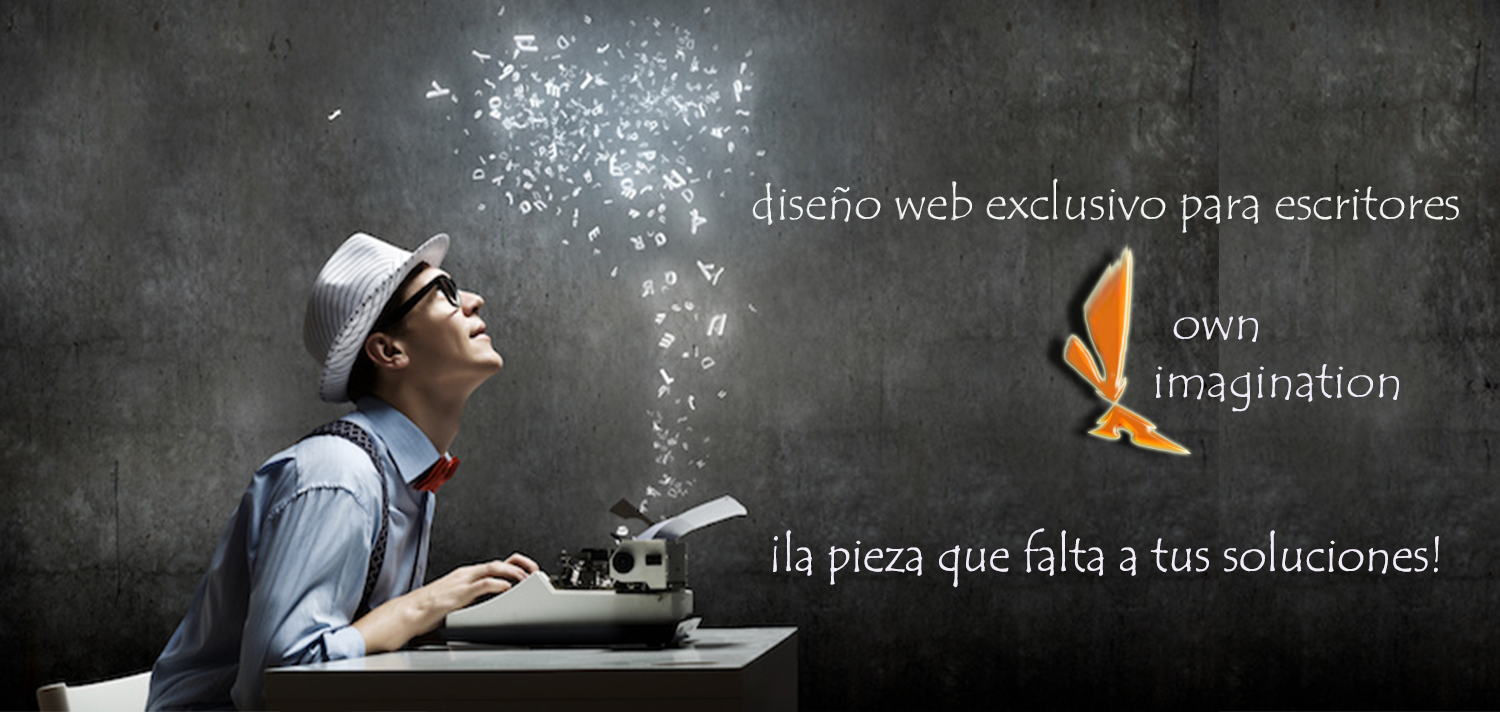 diseño web exclusivo para escritores
own
imagination
¡la pieza que falta a tus soluciones!